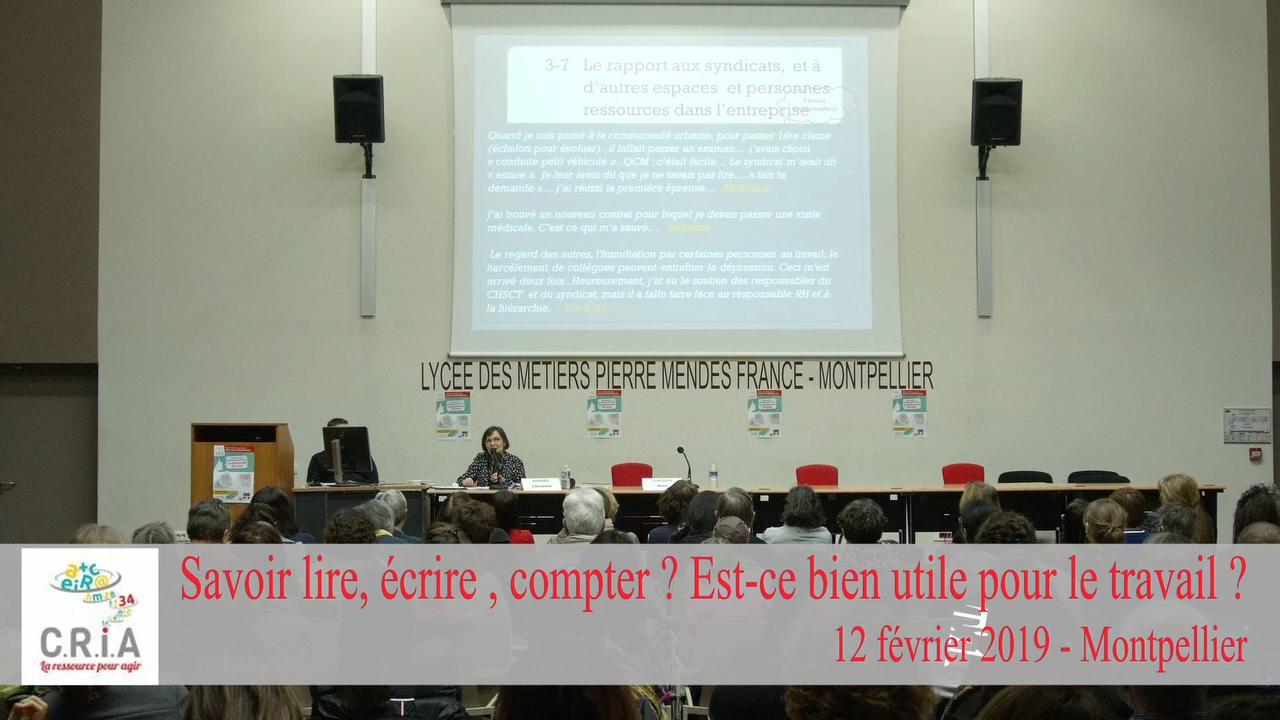 3-7 Le rapport aux syndicats, et à
d'autres espaces et personnes
ressources dans l'entreprise
Paroles
Quand je suis passé à la communauté urbaine, pour passer 1ére classe
(échelon pour évoluer) , il fallait passer un examen... j'avais choisi
« conduite petit véhicule ». QCM : c'était facile... Le syndicat m'avait dit
« essaie ». Je leur avais dit que je ne savais pas lire.... « fais ta
demande »... j'ai réussi la première épreuve... Abdelaziz
J'ai trouvé un nouveau contrat pour lequel je devais passer une visite
médicale. C'est ce qui m'a sauvé... Stéphane
Le regard des autres, l'humiliation par certaines personnes au travail, le
harcèlement de collègues peuvent entraîner la dépression. Ceci m'est
arrivé deux fois . Heureusement, j'ai eu le soutien des responsables du
CHSCT et du syndicat, mais il a fallu faire face au responsable RH et à
la hiérarchie. François
LYCEE DES METIERS PIERRE MENDES FRANCE - MONTPELLIER
Savoir lire, écrire , compter ? Est-ce bien utile pour le travail ?
12 février 2019 - Montpellier
34
C.R.i.A
La ressource pour agir